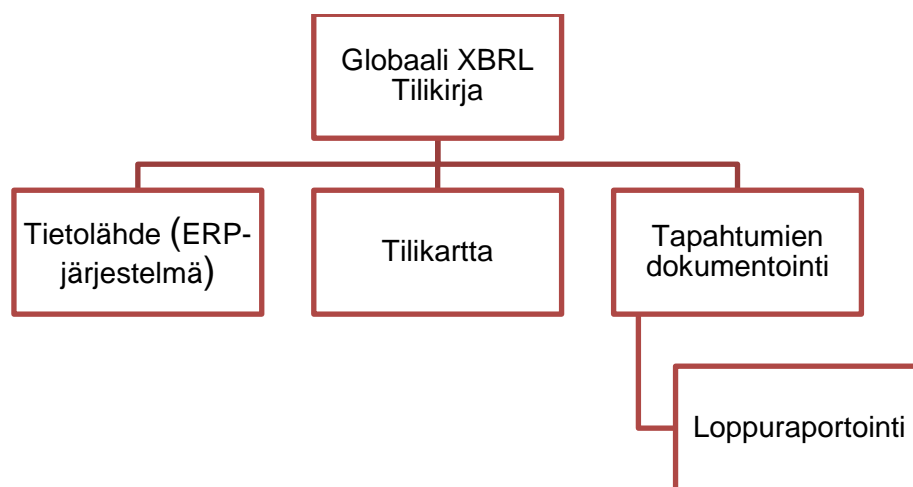 Globaali XBRL
Tilikirja
Tietolähde (ERP-
järjestelmä)
Tilikartta
Tapahtumien
dokumentointi
Loppuraportointi